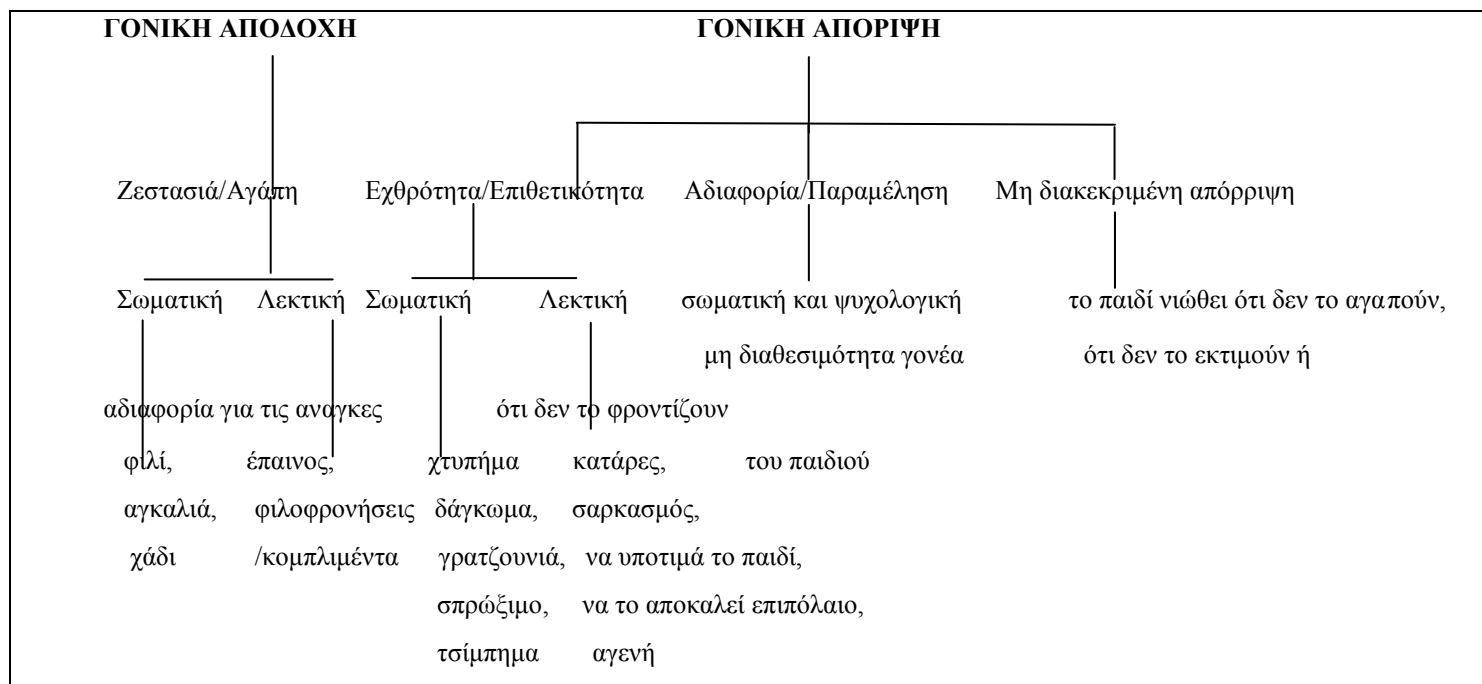 ΓΟΝΙΚΗ ΑΠΟΔΟΧΗ ΓΟΝΙΚΗ ΑΠΟΡΙΨΗ
Ζεστασιά/Αγάπη Εχθρότητα/Επιθετικότητα Αδιαφορία/Παραμέληση Μη διακεκριμένη απόρριψη
Σωματική Λεκτική Σωματική Λεκτική σωματική και ψυχολογική το παιδί νιώθει ότι δεν το αγαπούν,
μη διαθεσιμότητα γονέα ότι δεν το εκτιμούν ή
αδιαφορία για τις αναγκες ότι δεν το φροντίζουν
φιλί, έπαινος, χτυπήμα κατάρες, του παιδιού
αγκαλιά, φιλοφρονήσεις δάγκωμα, σαρκασμός,
χάδι /κομπλιμέντα γρατζουνιά, να υποτιμά το παιδί,
σπρώξιμο, να το αποκαλεί επιπόλαιο,
τσίμπημα αγενή